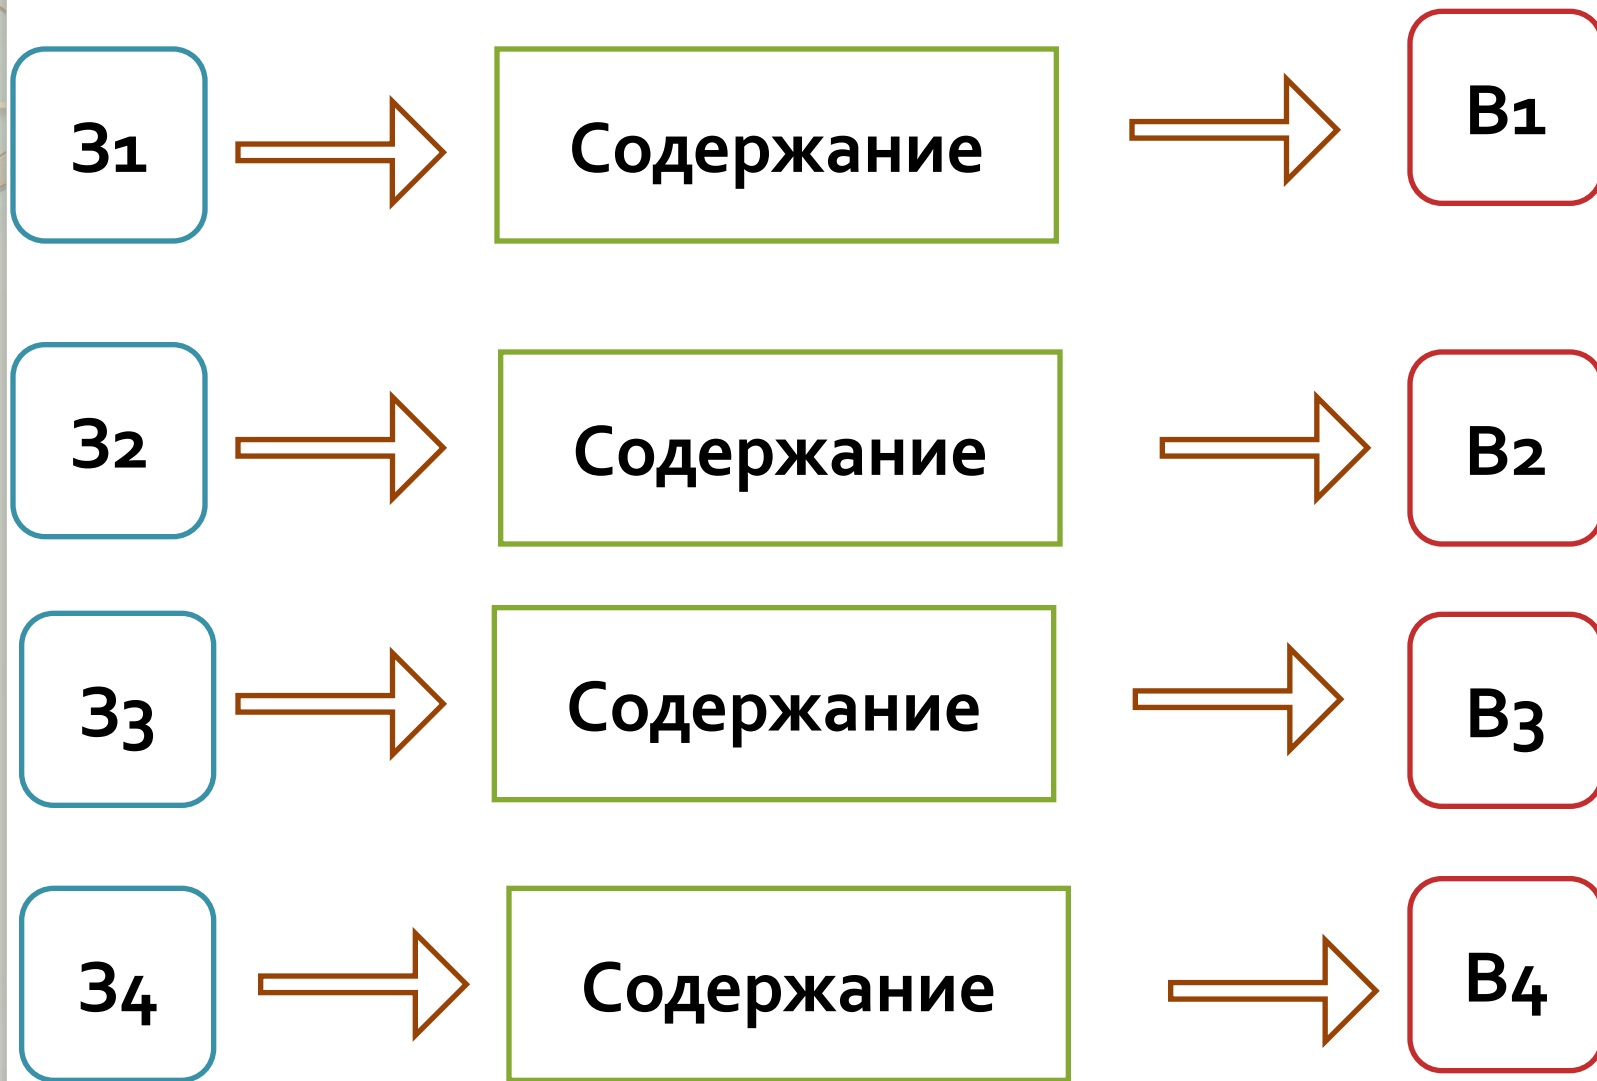 З1 Содержание В1
З2 Содержание В2
З3 Содержание В3
З4 Содержание В4